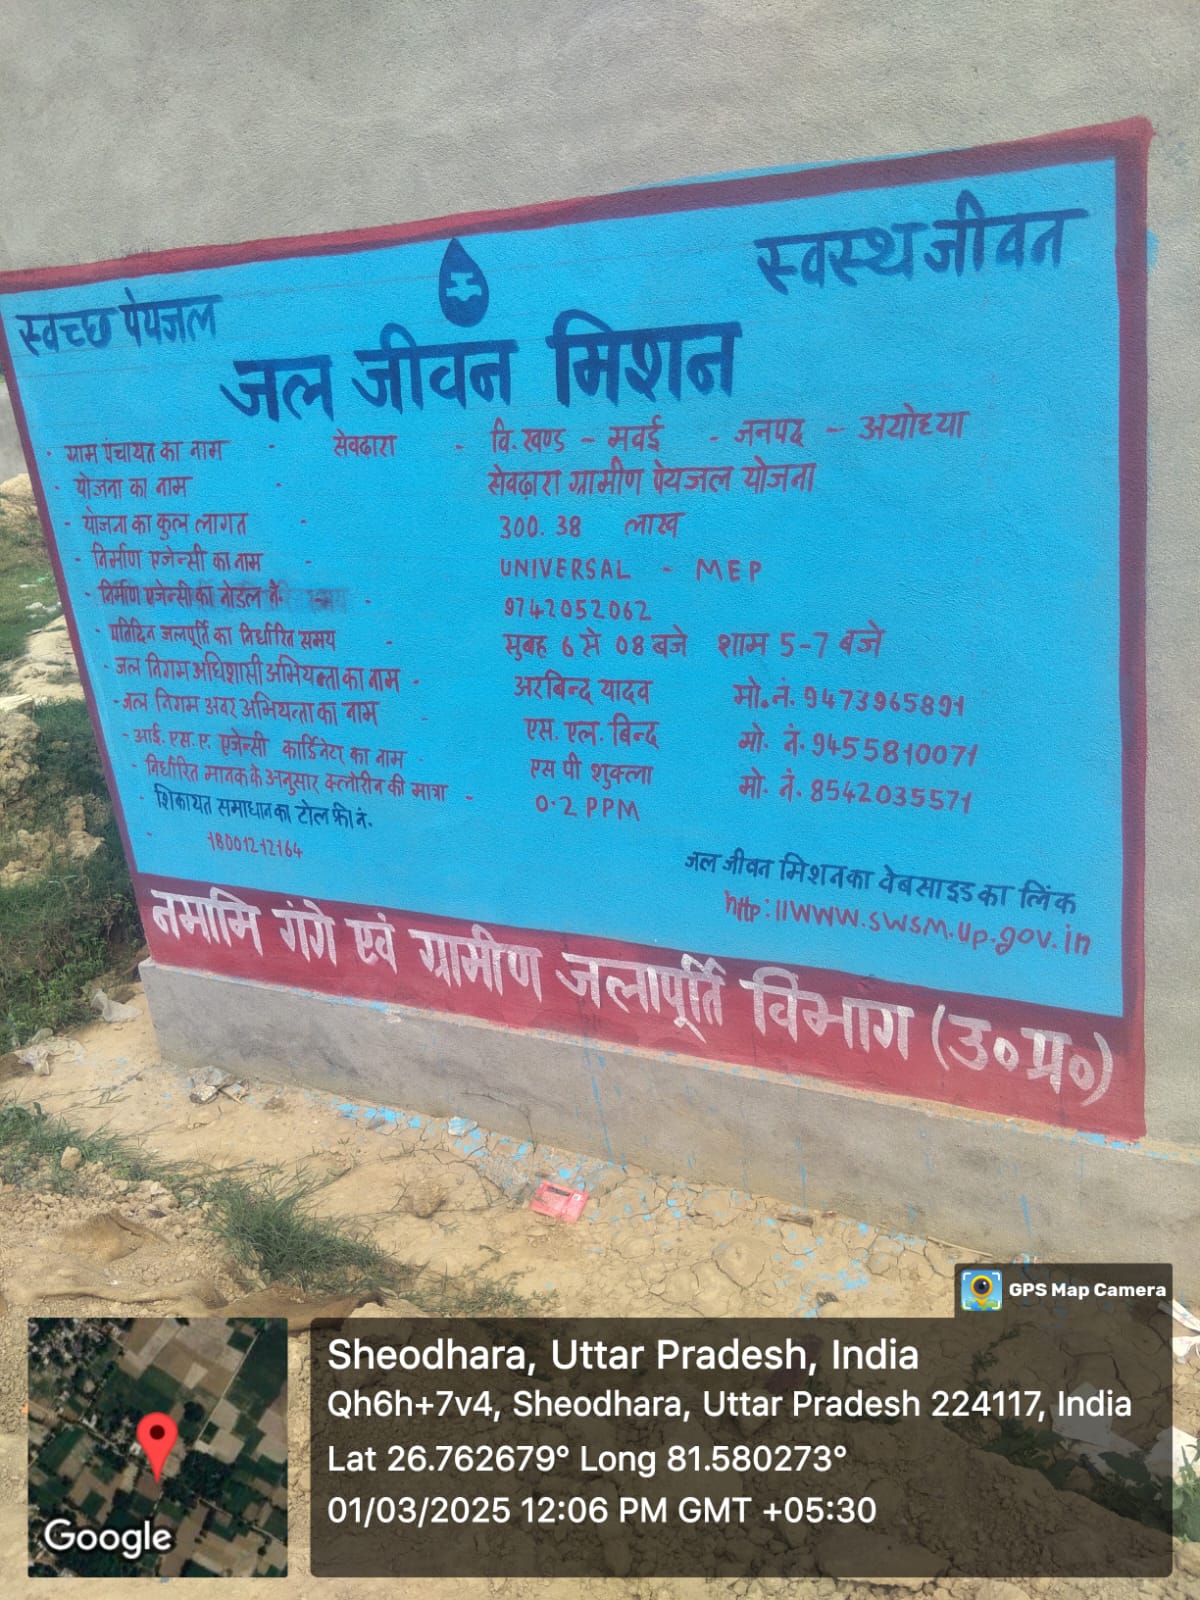 स्वच्छ पेयजल
स्वस्थ जीवन
जल जीवन मिशन
· ग्राम पंचायत का नाम - सेवढारा - वि. खण्ड - मवई - जनपद - अयोध्या
· योजना का नाम - सेवढ़ारा ग्रामीण पेयजल योजना
· योजना का कुल लागत - 300.38 लाख
· निर्माण एजेन्सी का नाम - UNIVERSAL - MEP
· निर्माण एजेन्सी का नोडल नं - 9742052062
· प्रतिदिन जलपूर्ति का निर्धारित समय - सुबह 6 से 08 बजे शाम 5-7 बजे
· जल निगम अधिशासी अभियन्ता का नाम - अरबिन्द यादव मो. नं. 9473965891
· जल निगम अवर अभियन्ता का नाम - एस. एल. बिन्द मो. नं. 9455810071
- आई. एस. ए. एजेन्सी कार्डिनेटर का नाम - एस पी शुक्ला मो. नं. 8542035571
· निर्धारित मानक के अनुसार क्लोरीन की मात्रा - 0.2 PPM
· शिकायत समाधान का टोल फ्री नं.
18001212164
जल जीवन मिशन का वेबसाइड का लिंक
http://www.swsm.up.gov.in
नमामि गंगे एवं ग्रामीण जलापूर्ति विभाग (उ०प्र०)
GPS Map Camera
Sheodhara, Uttar Pradesh, India
Qh6h+7v4, Sheodhara, Uttar Pradesh 224117, India
Lat 26.762679° Long 81.580273°
01/03/2025 12:06 PM GMT +05:30
Google